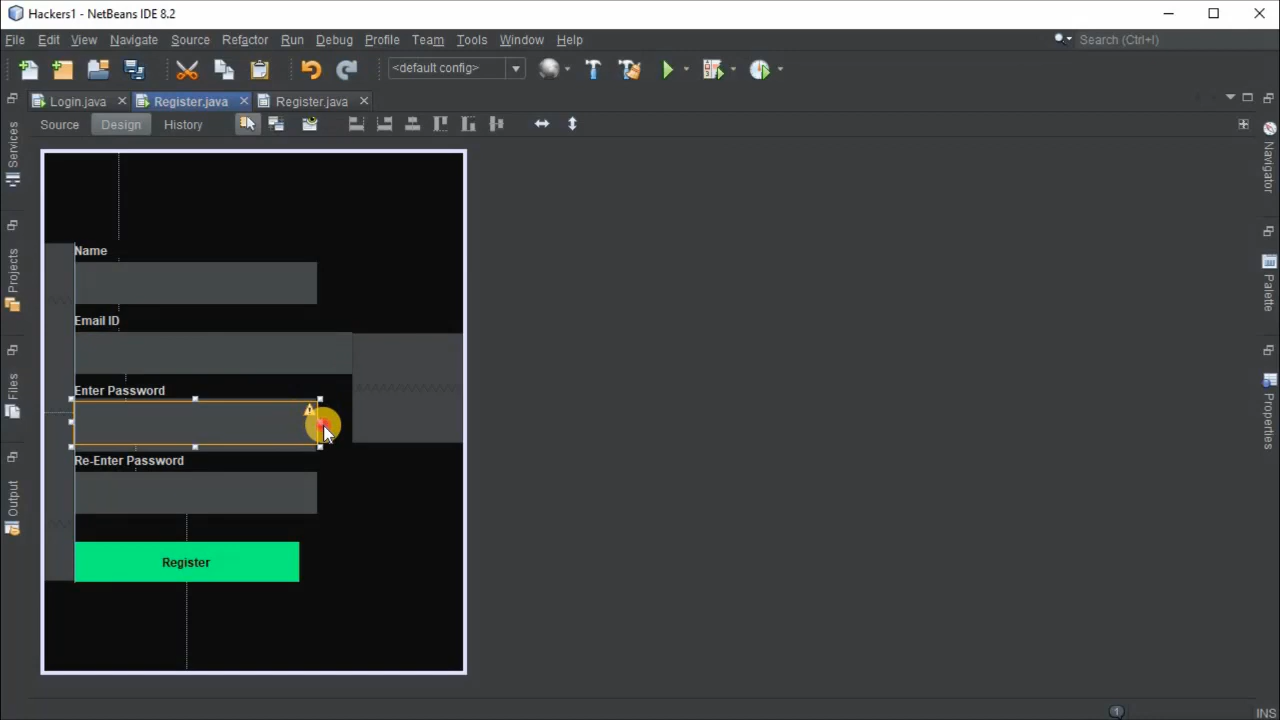 Hackers1 - NetBeans IDE 8.2
File Edit View Navigate Source Refactor Run Debug Profile Team Tools Window Help
Search (Ctrl+I)
<default config>
Login.java Register.java Register.java
Source Design History
Services
Projects
Files
Output
Name
Email ID
Enter Password
Re-Enter Password
Register
Navigator
Palette
Properties
1
INS